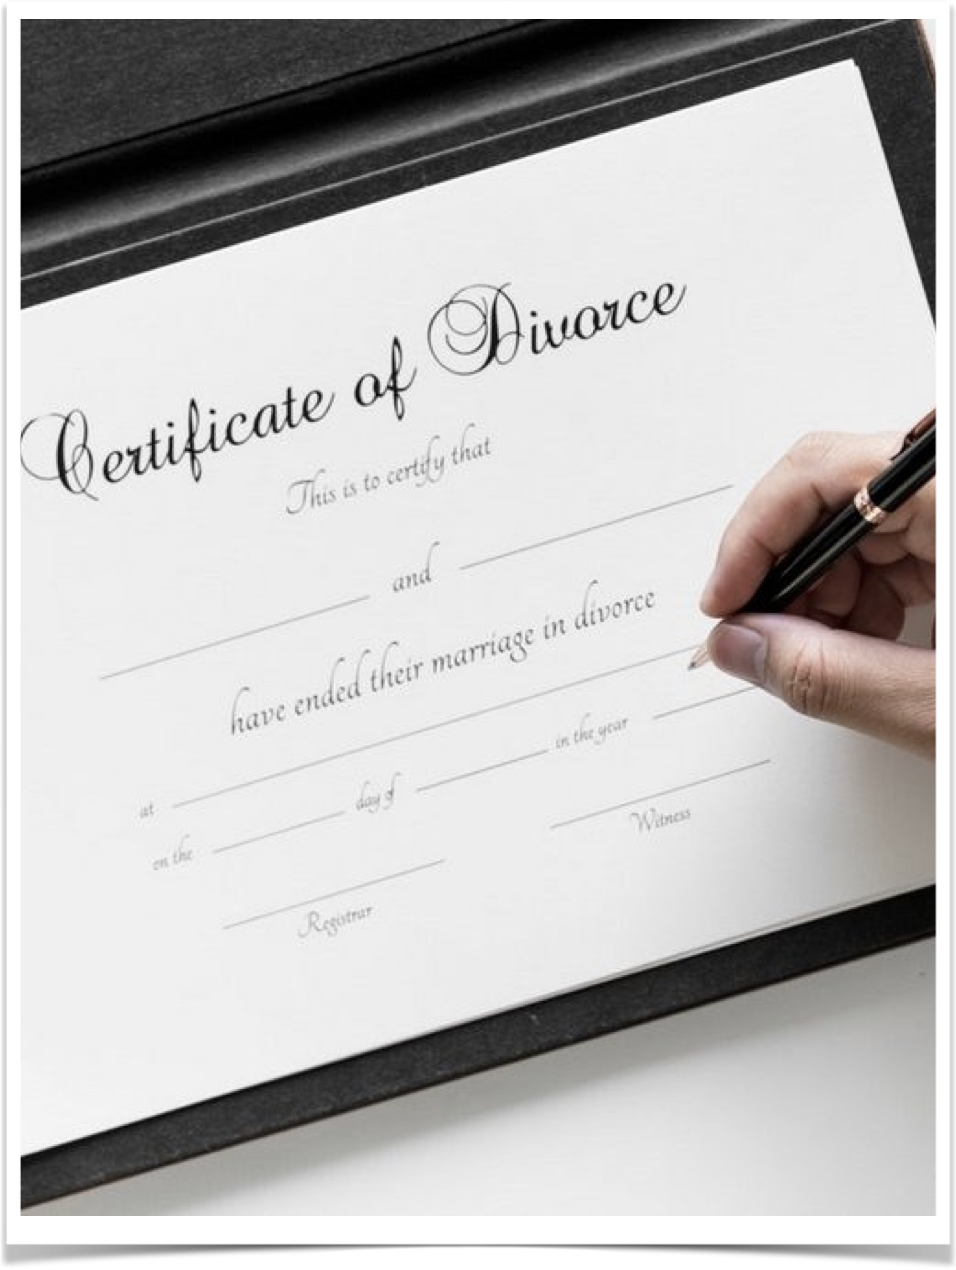 Certificate of Divorce
This is to certify that
and
have ended their marriage in divorce
at
on the day of in the year
Registrar Witness